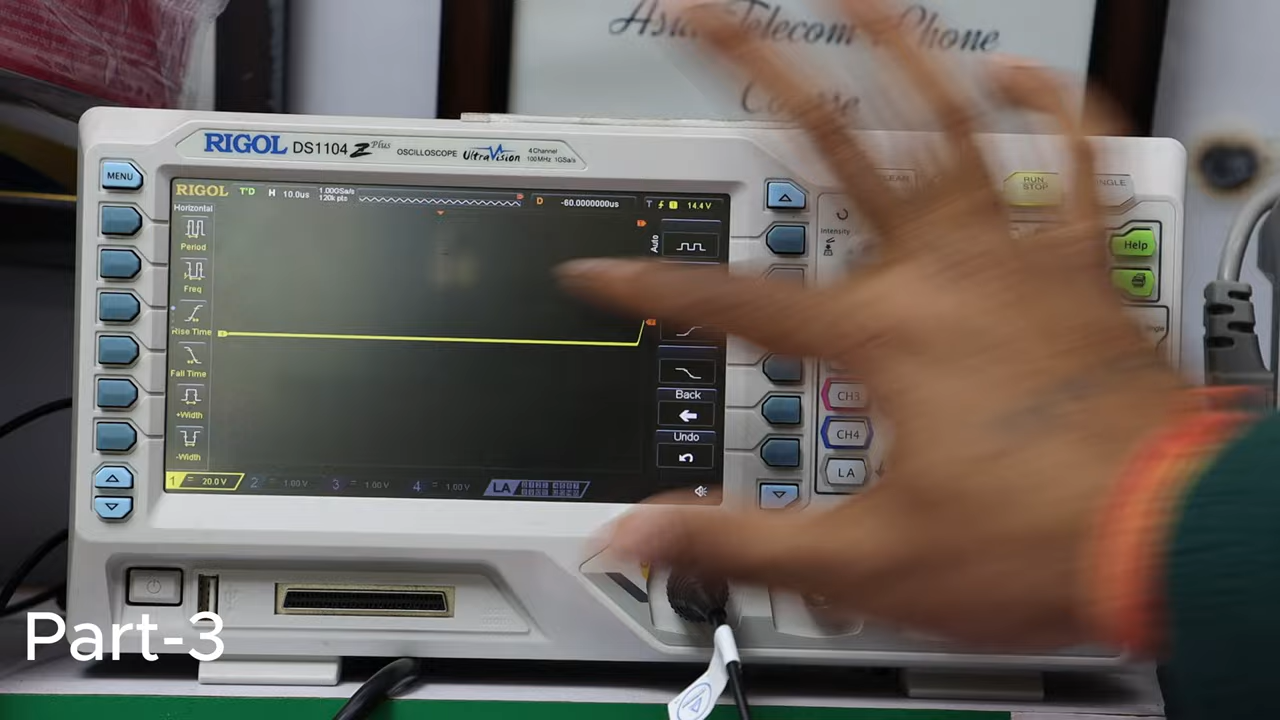 Asia Telecom Phone
Course
RIGOL DS1104 Z Plus OSCILLOSCOPE UltraVision 4 Channel
100MHz 1GSa/s
MENU
RUN
STOP
RIGOL T'D H 10.0us 1.00GSa/s
120k pts
D -60.0000000us T 1 14.4 V
Horizontal
Period
Freq
Rise Time
Fall Time
+Width
-Width
Auto
Back
Undo
Intensity
Help
CH3
CH4
LA
1 = 20.0 V 2 = 1.00 V 3 = 1.00 V 4 = 1.00 V LA
Part-3